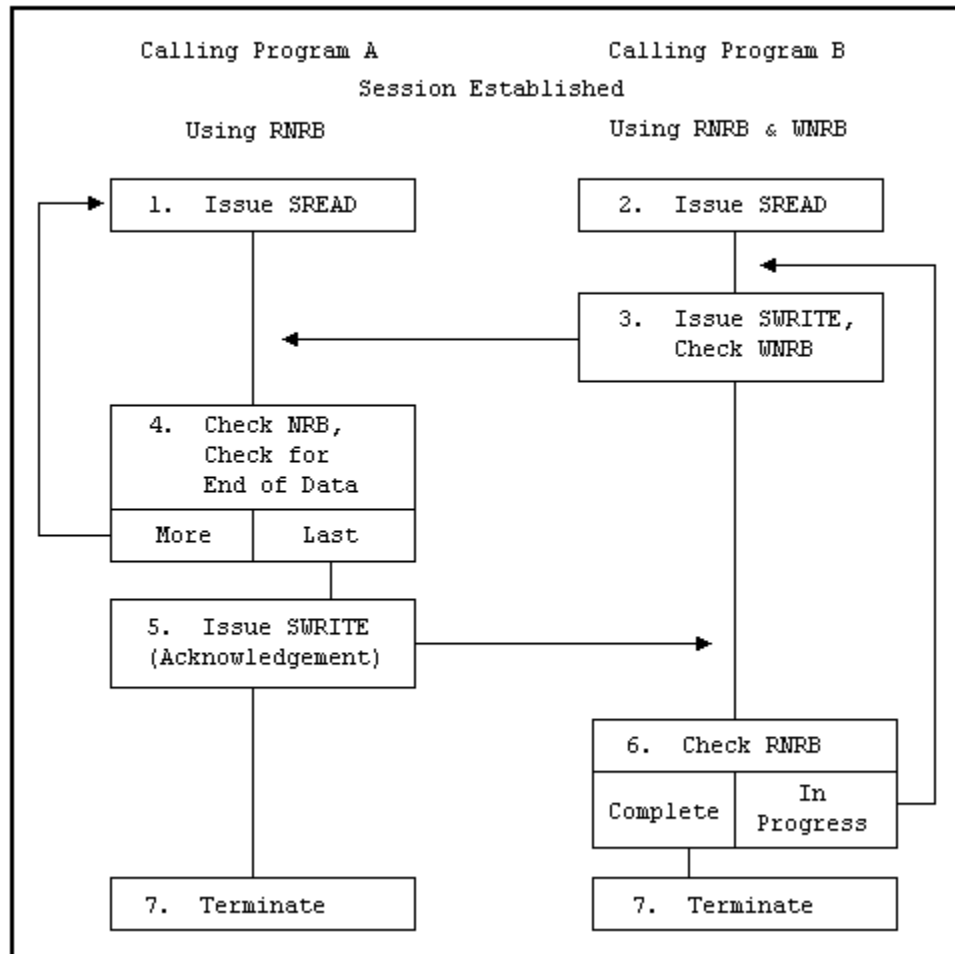 Calling Program A
Calling Program B
Session Established
Using RNRB
Using RNRB & WNRB
1. Issue SREAD
2. Issue SREAD
3. Issue SWRITE,
Check WNRB
4. Check NRB,
Check for
End of Data
More
Last
5. Issue SWRITE
(Acknowledgement)
6. Check RNRB
Complete
In
Progress
7. Terminate
7. Terminate